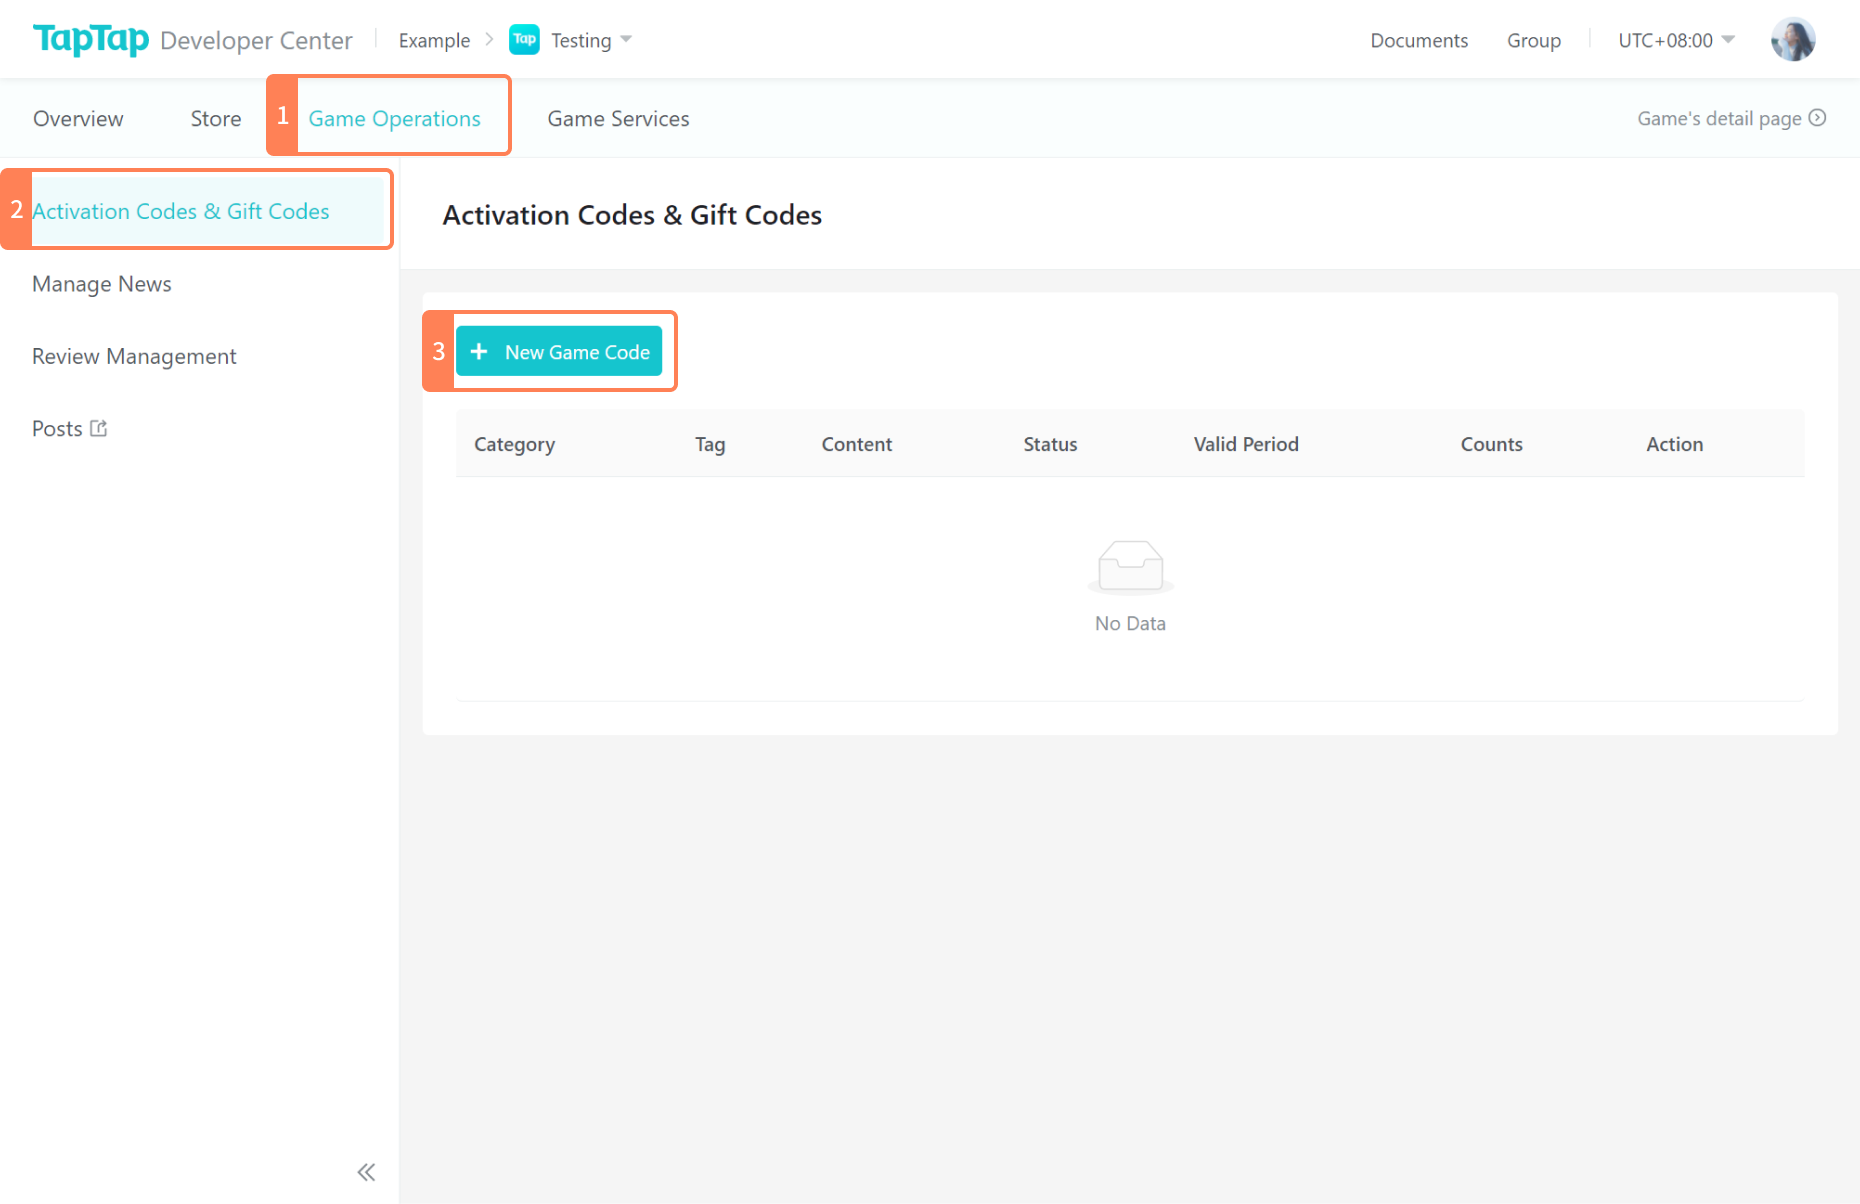 TapTap Developer Center Example Tap Testing Documents Group UTC+08:00
Overview Store 1 Game Operations Game Services Game's detail page
2 Activation Codes & Gift Codes
Manage News
Review Management
Posts
Activation Codes & Gift Codes
3 + New Game Code
Category Tag Content Status Valid Period Counts Action
No Data